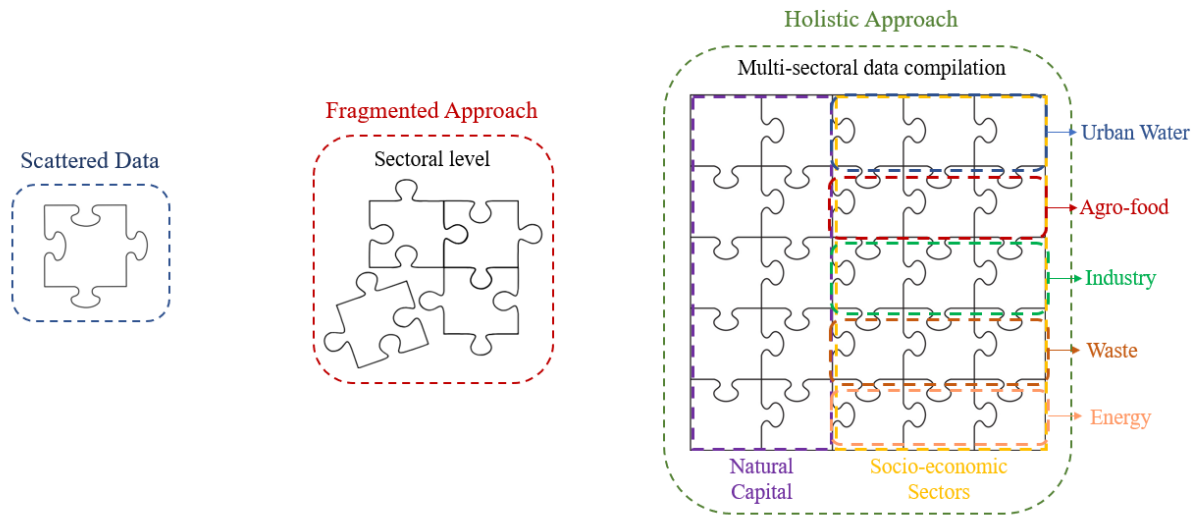 Scattered Data
Fragmented Approach
Sectoral level
Holistic Approach
Multi-sectoral data compilation
Urban Water
Agro-food
Industry
Waste
Energy
Natural
Capital
Socio-economic
Sectors